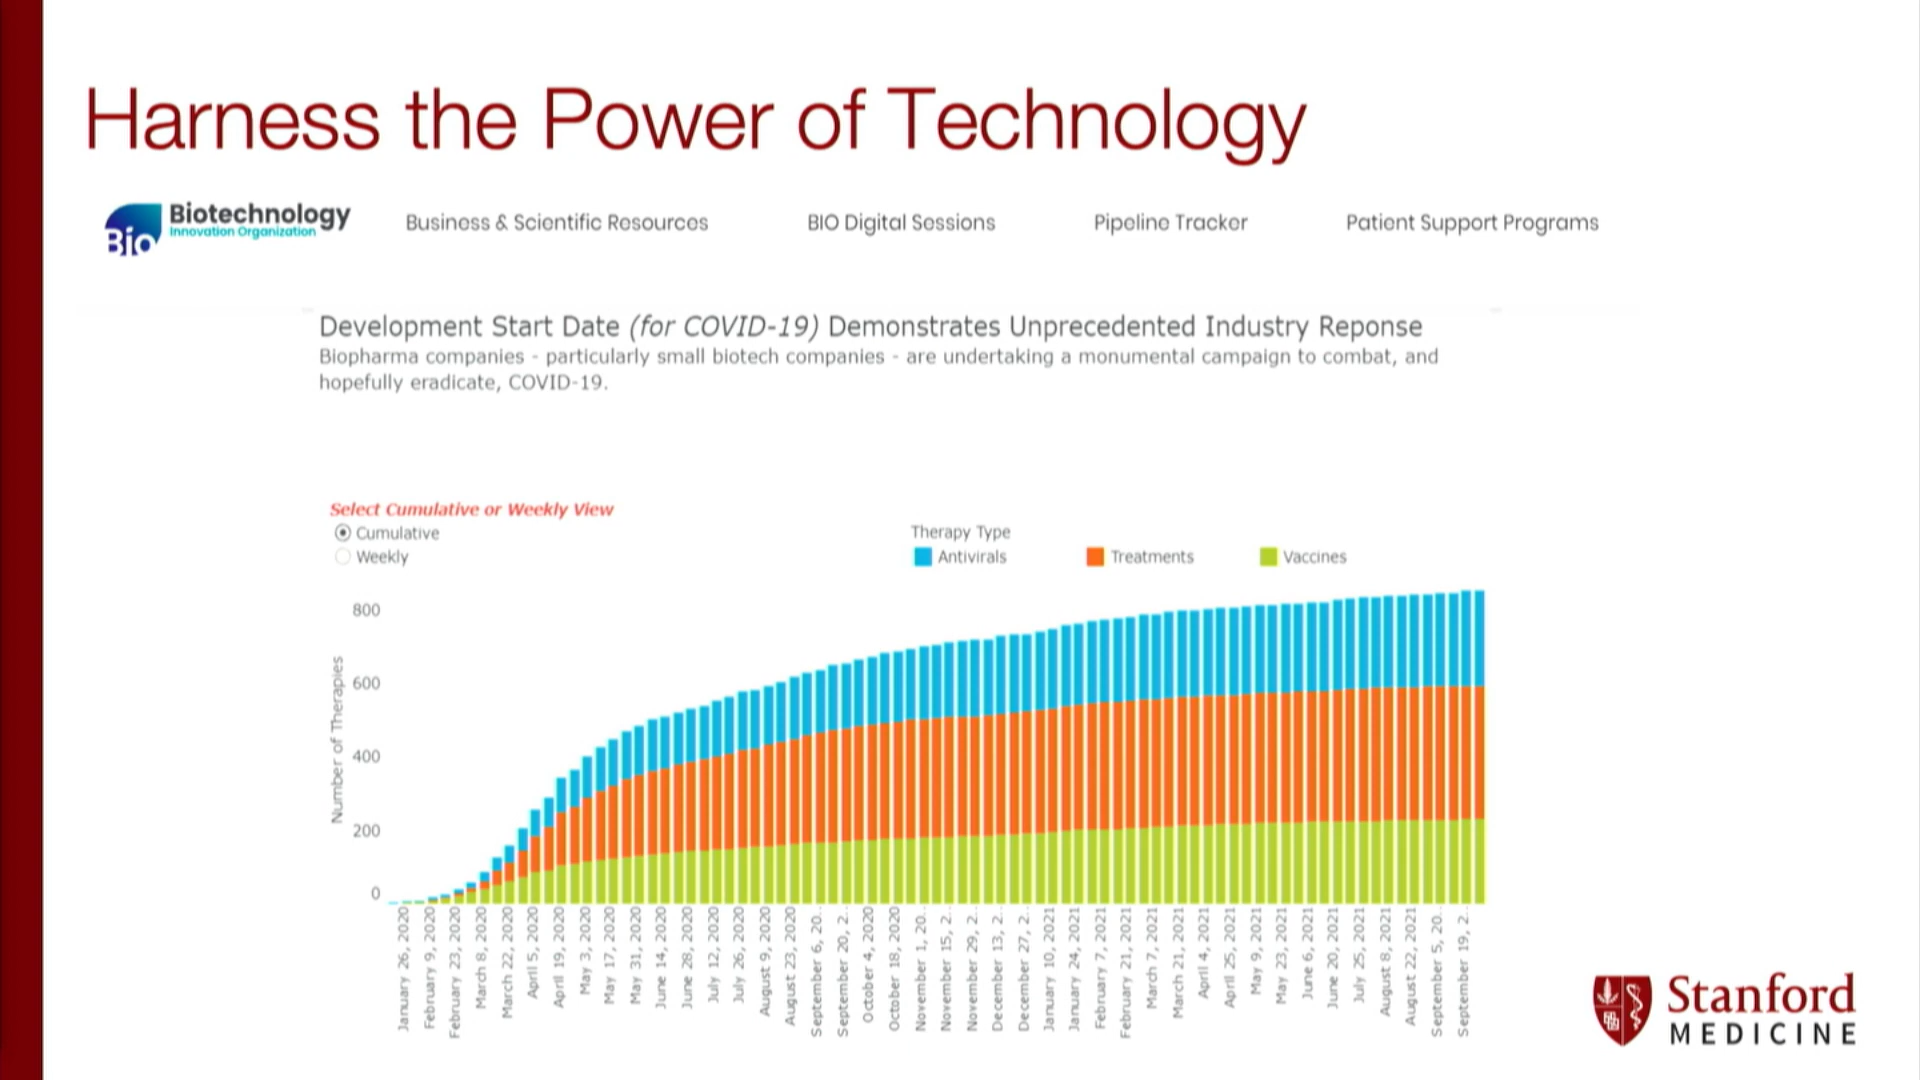 Harness the Power of Technology
Bio
Biotechnology
Innovation Organization
Business & Scientific Resources
BIO Digital Sessions
Pipeline Tracker
Patient Support Programs
Development Start Date (for COVID-19) Demonstrates Unprecedented Industry Reponse
Biopharma companies - particularly small biotech companies - are undertaking a monumental campaign to combat, and
hopefully eradicate, COVID-19.
Select Cumulative or Weekly View
Cumulative
Weekly
Therapy Type
Antivirals
Treatments
Vaccines
Number of Therapies
800
600
400
200
0
January 26, 2020
February 9, 2020
February 23, 2020
March 8, 2020
March 22, 2020
April 5, 2020
April 19, 2020
May 3, 2020
May 17, 2020
May 31, 2020
June 14, 2020
June 28, 2020
July 12, 2020
July 26, 2020
August 9, 2020
August 23, 2020
September 6, 20..
September 20, 2..
October 4, 2020
October 18, 2020
November 1, 20..
November 15, 2..
November 29, 2..
December 13, 2..
December 27, 2..
January 10, 2021
January 24, 2021
February 7, 2021
February 21, 2021
March 7, 2021
March 21, 2021
April 4, 2021
April 25, 2021
May 9, 2021
May 23, 2021
June 6, 2021
June 20, 2021
July 25, 2021
August 8, 2021
August 22, 2021
September 5, 20..
September 19, 2..
Stanford
MEDICINE